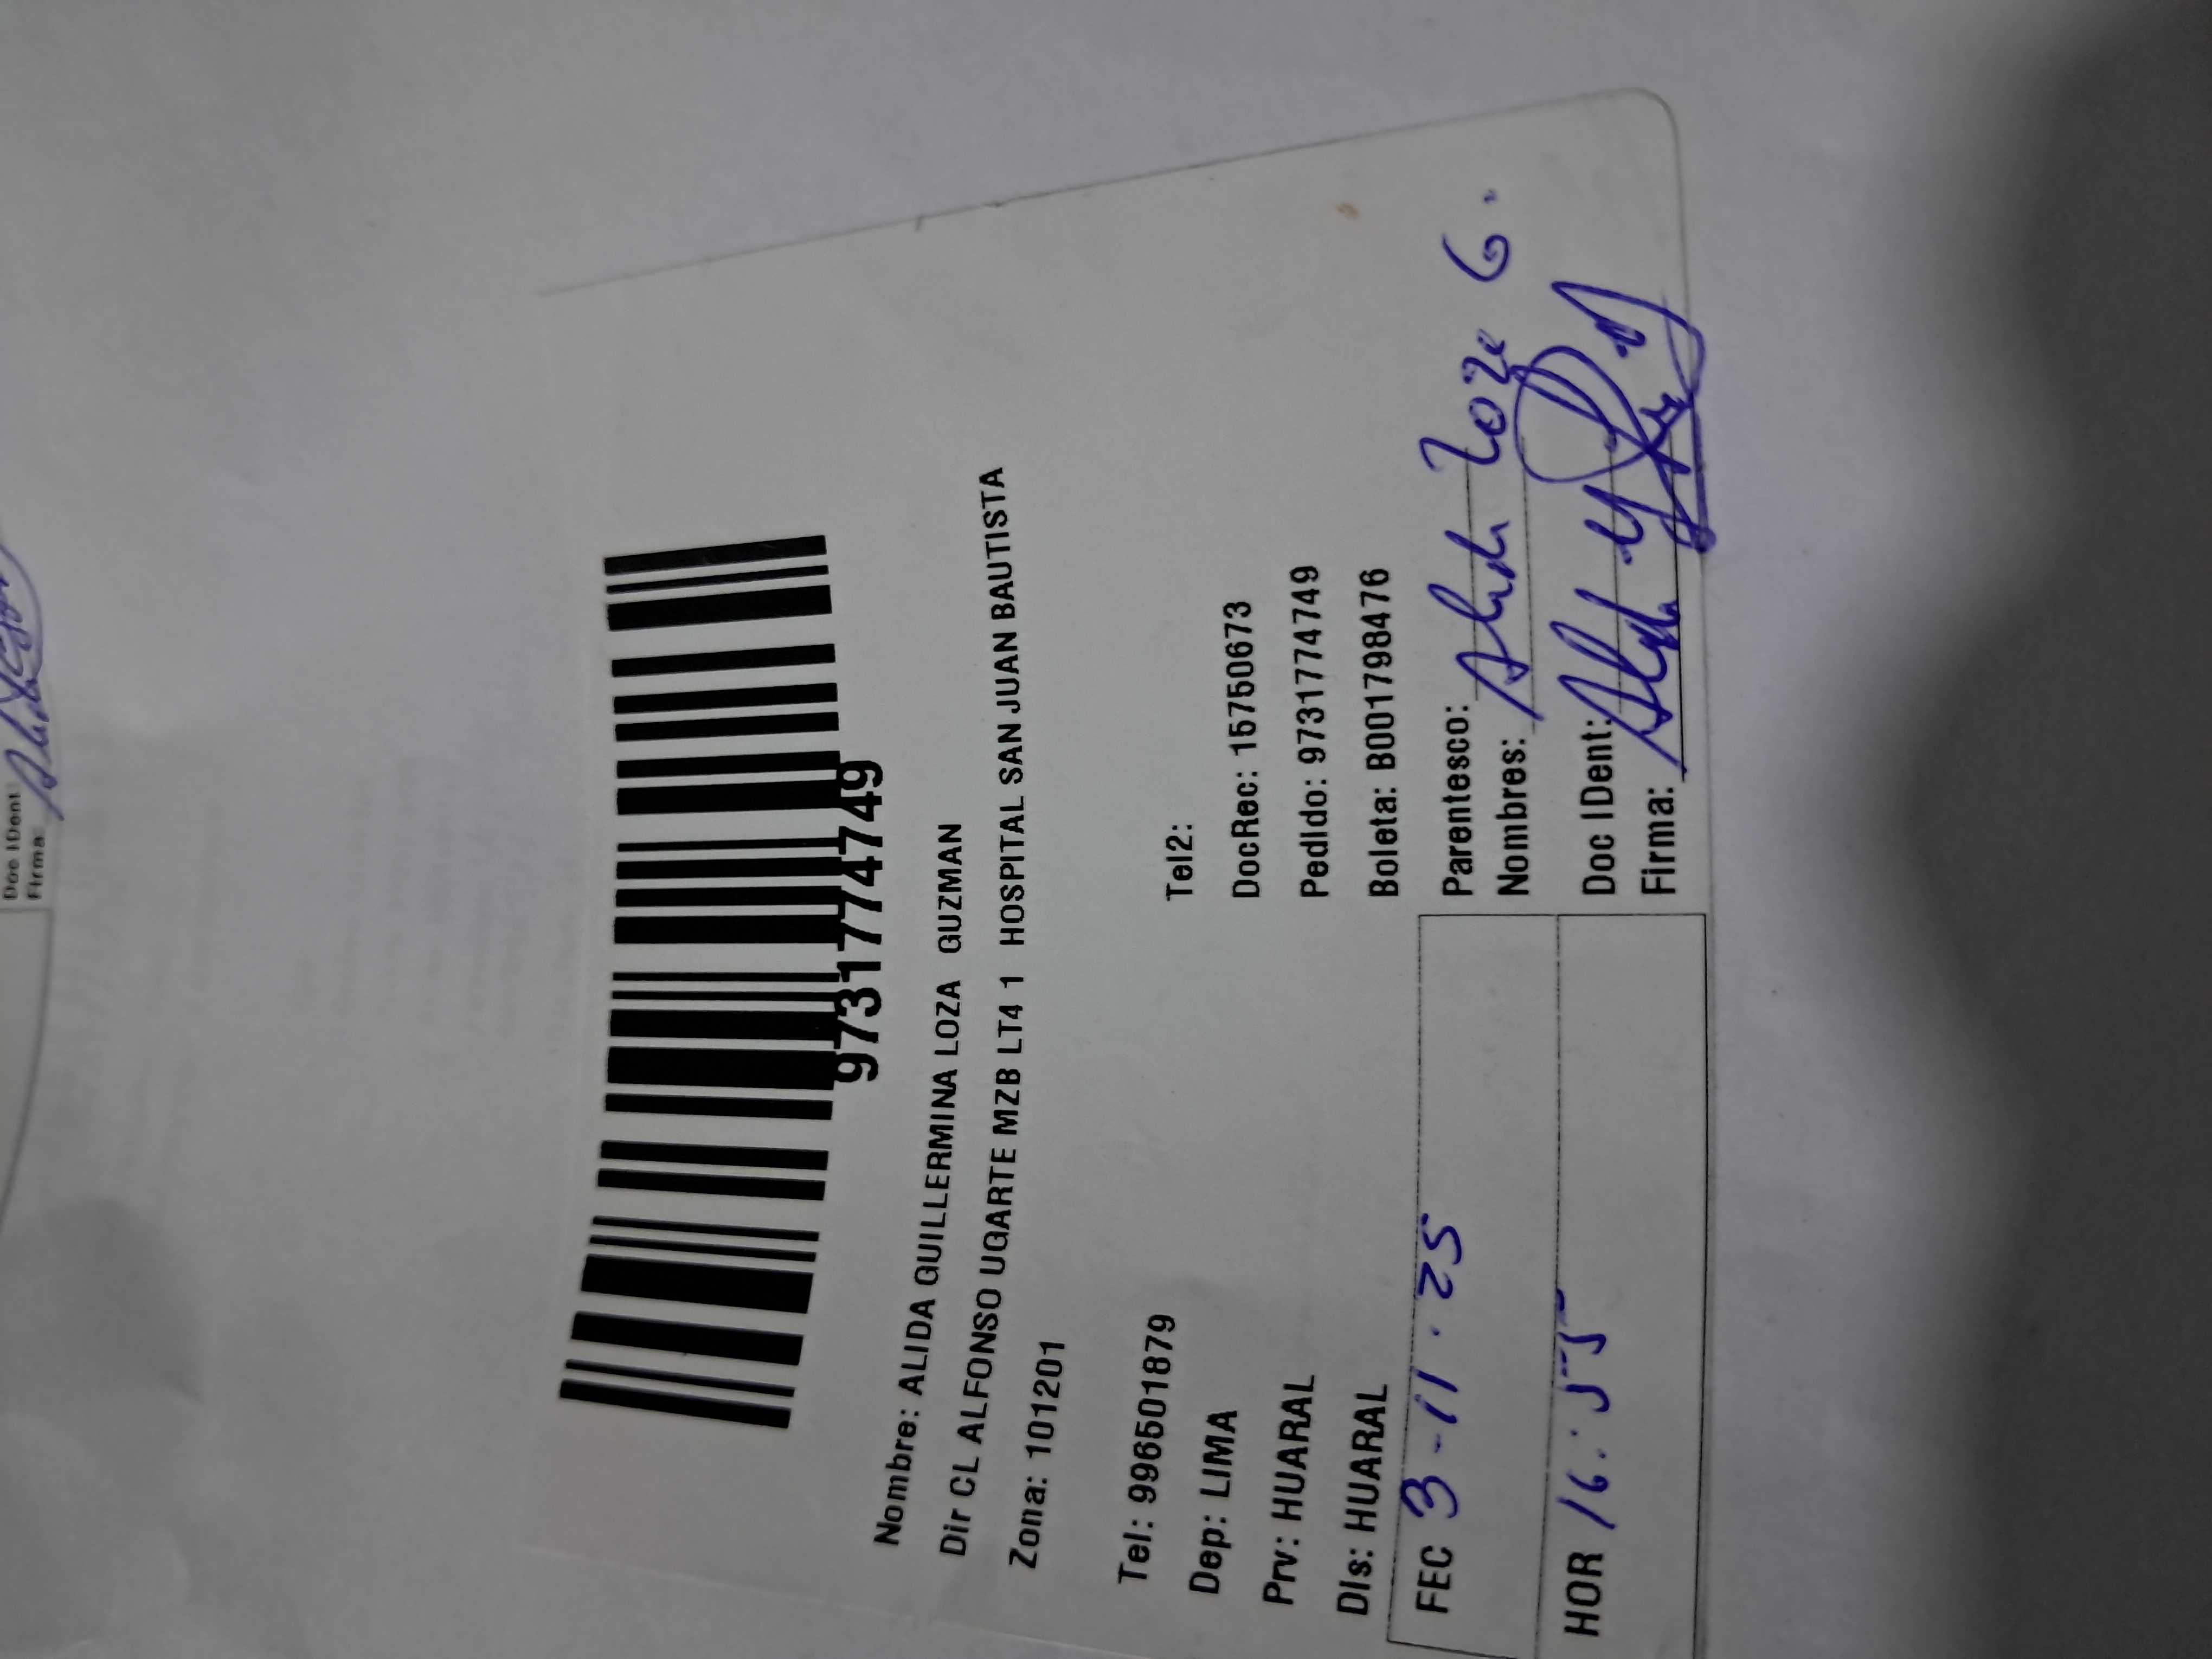 Doc IDent:
Firma:
973177474749
Nombre: ALIDA GUILLERMINA LOZA GUZMAN
Dir CL ALFONSO UGARTE MZB LT4 1 HOSPITAL SAN JUAN BAUTISTA
Zona: 101201
Tel: 996501879 Tel2:
Dep: LIMA DocRec: 15750673
Prv: HUARAL Pedido: 9731774749
Dis: HUARAL Boleta: B001798476
FEC 3-11.25 Parentesco:
Nombres: Alida Loza G.
HOR 16:55 Doc IDent:
Firma: Alida